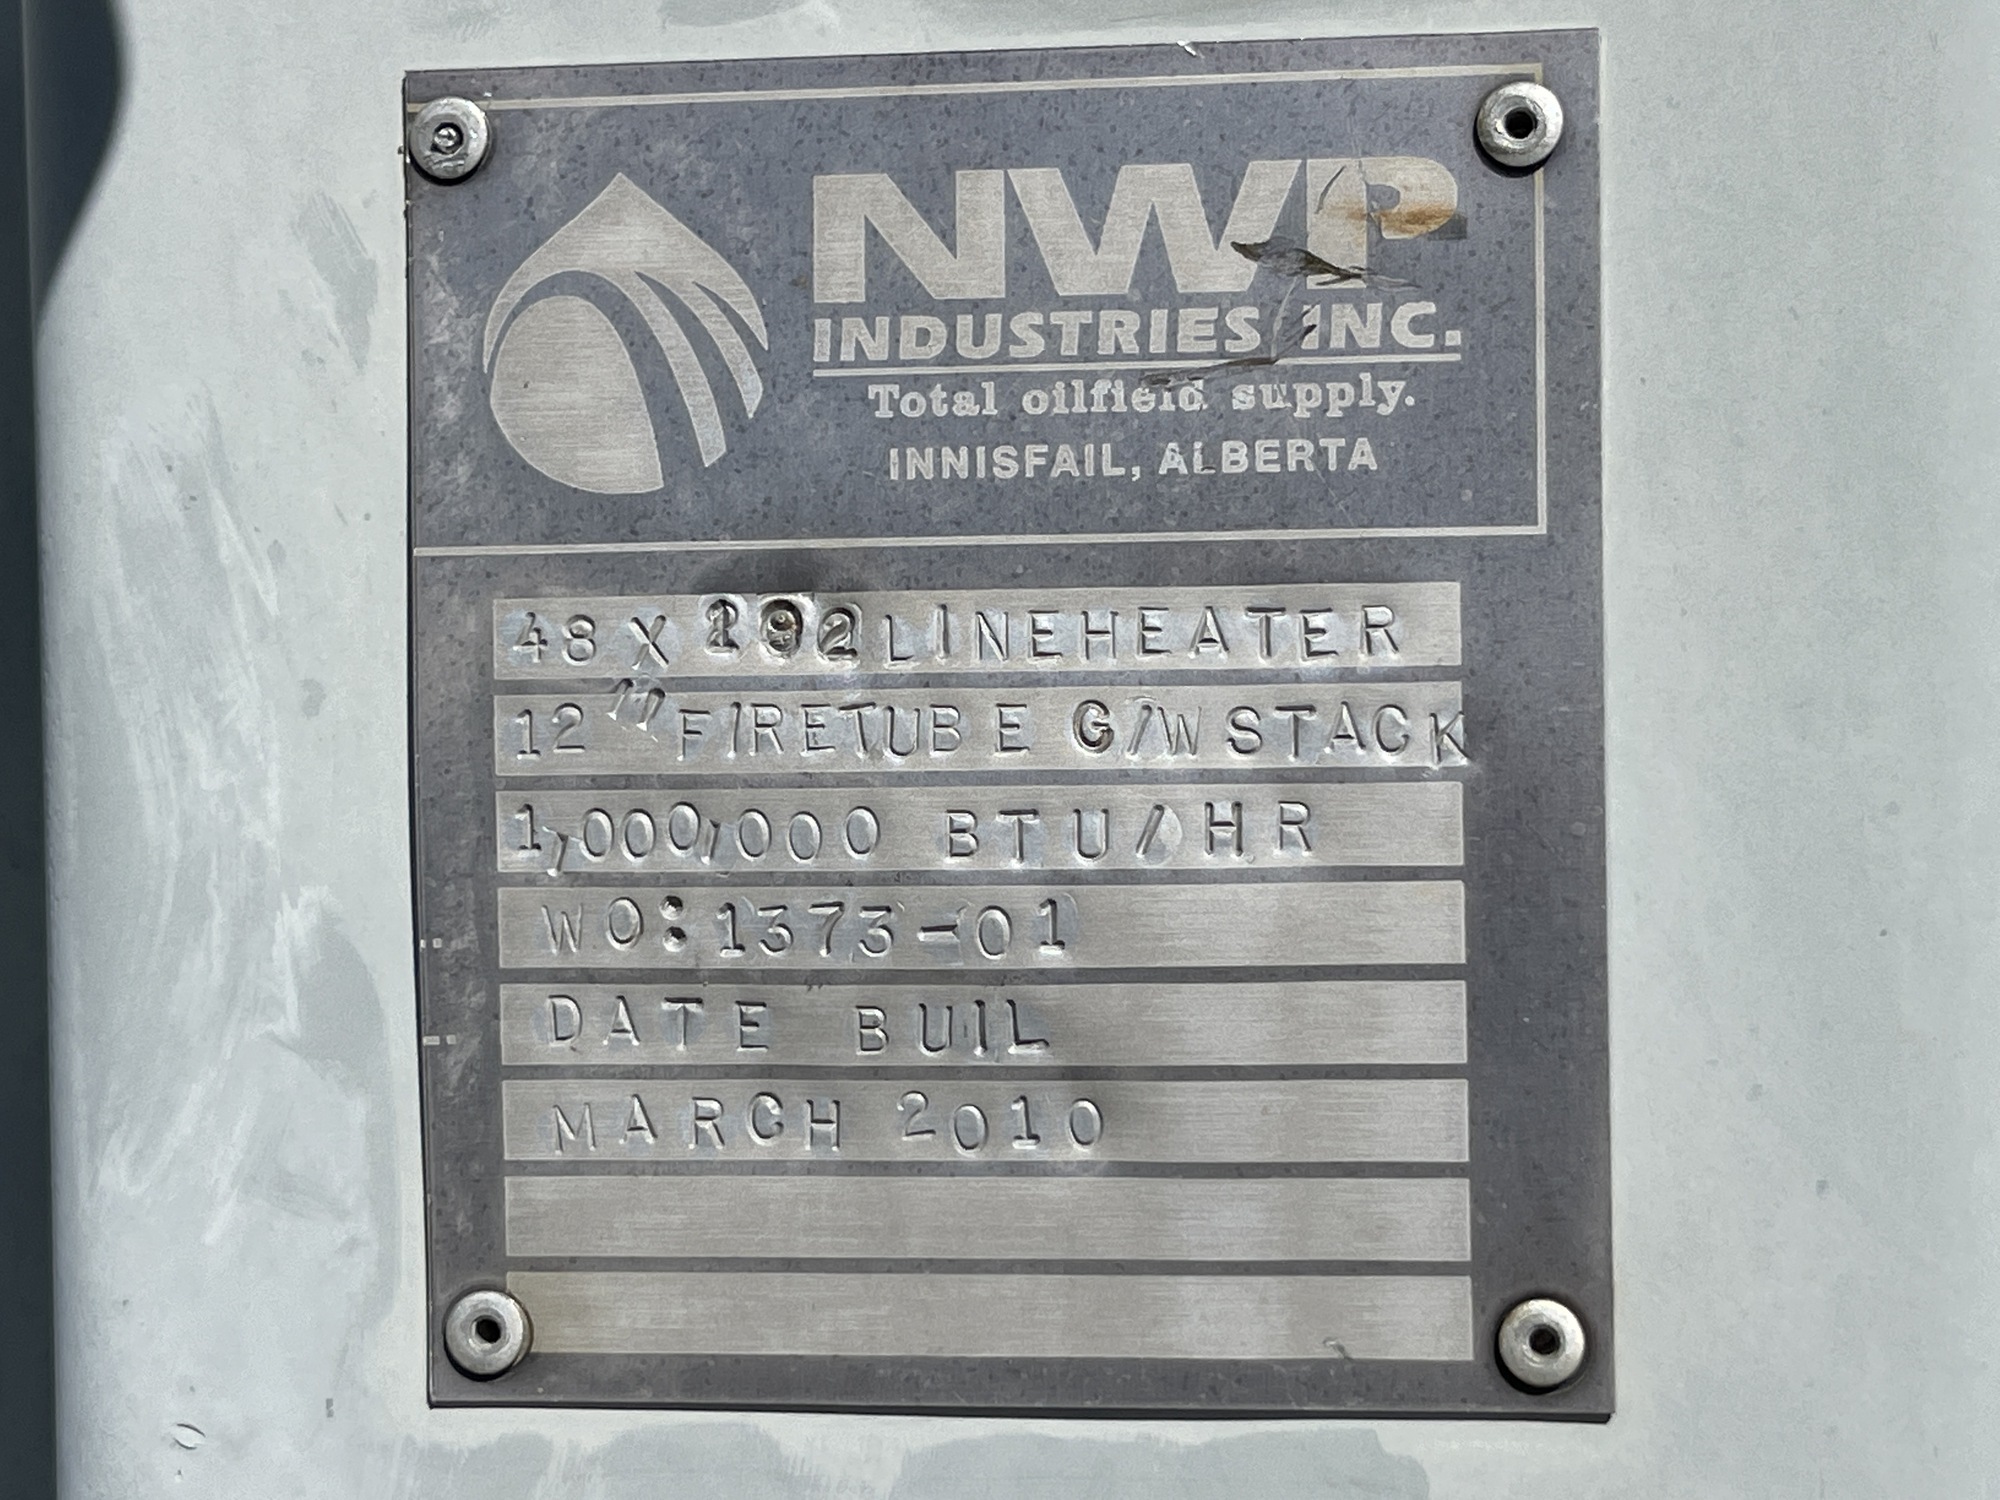 NWP
INDUSTRIES INC.
Total oilfield supply.
INNISFAIL, ALBERTA
48 X LINEHEATER
12 " FIRETUBE C/W STACK
1,000,000 BTU/HR
WO: 1373-01
DATE BUIL
MARCH 2010